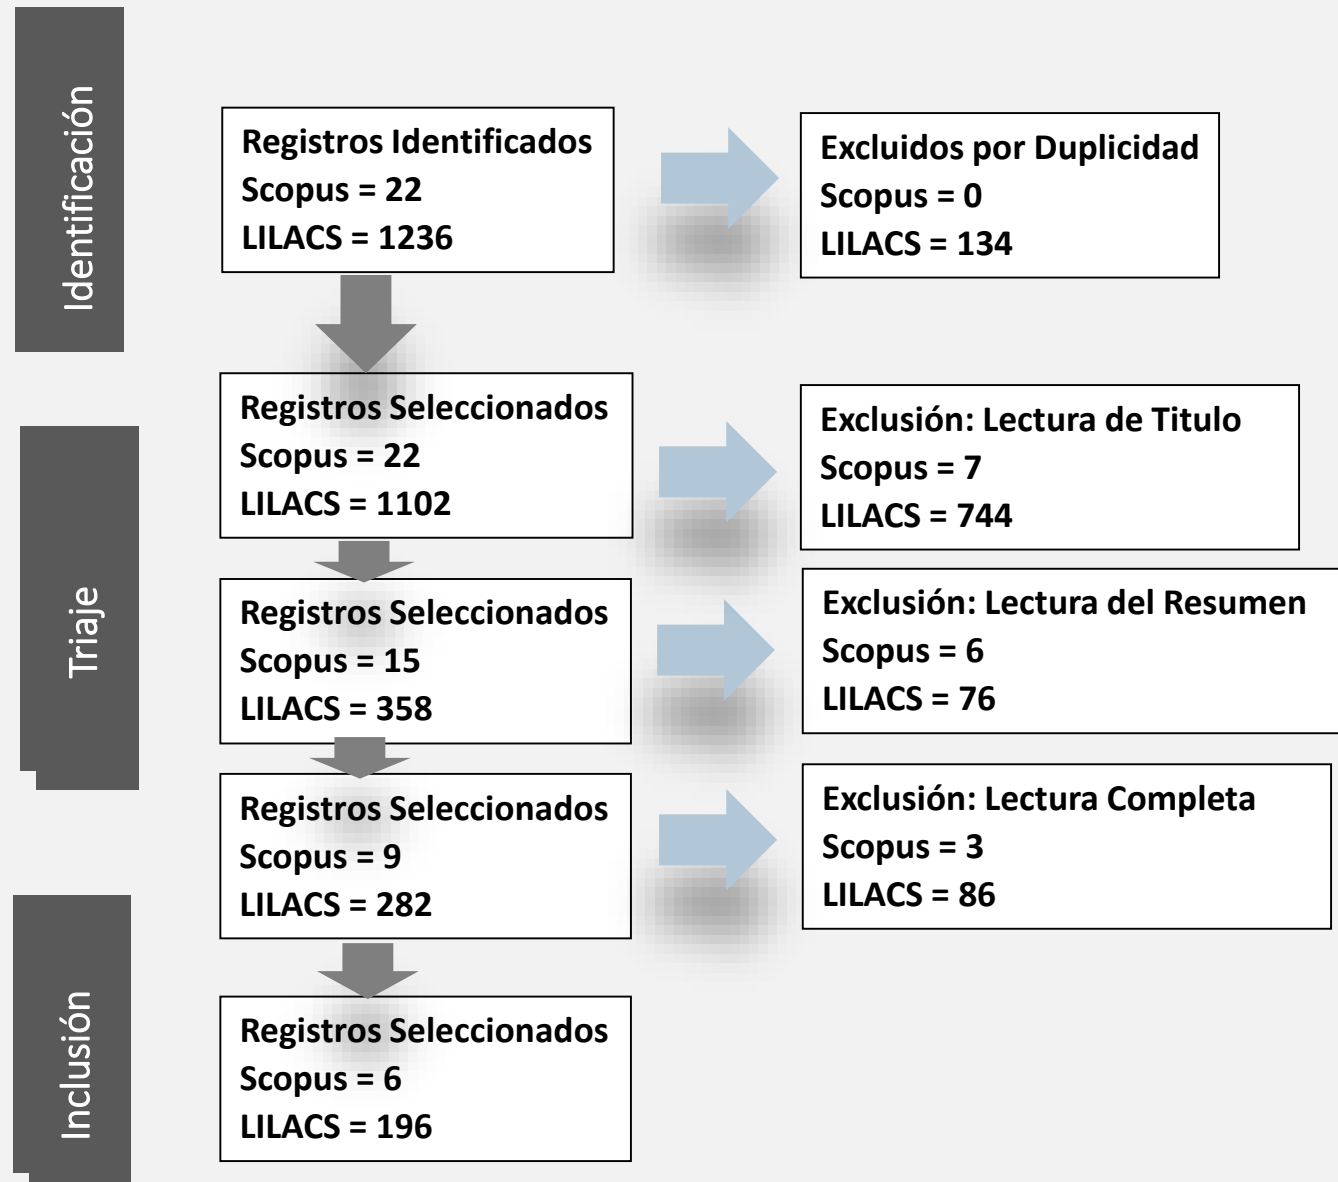 Identificación
Registros Identificados
Scopus = 22
LILACS = 1236
Excluidos por Duplicidad
Scopus = 0
LILACS = 134
Triaje
Registros Seleccionados
Scopus = 22
LILACS = 1102
Exclusión: Lectura de Titulo
Scopus = 7
LILACS = 744
Registros Seleccionados
Scopus = 15
LILACS = 358
Exclusión: Lectura del Resumen
Scopus = 6
LILACS = 76
Registros Seleccionados
Scopus = 9
LILACS = 282
Exclusión: Lectura Completa
Scopus = 3
LILACS = 86
Inclusión
Registros Seleccionados
Scopus = 6
LILACS = 196